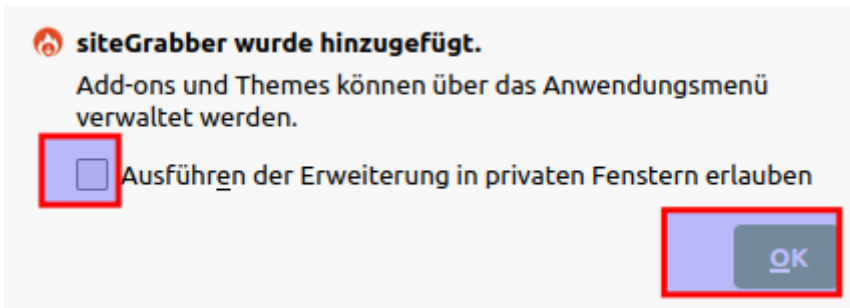 siteGrabber wurde hinzugefügt.
Add-ons und Themes können über das Anwendungsmenü
verwaltet werden.
Ausführen der Erweiterung in privaten Fenstern erlauben
OK